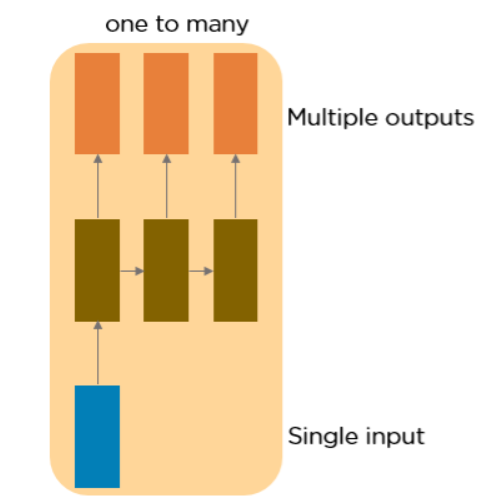 one to many
Multiple outputs
Single input